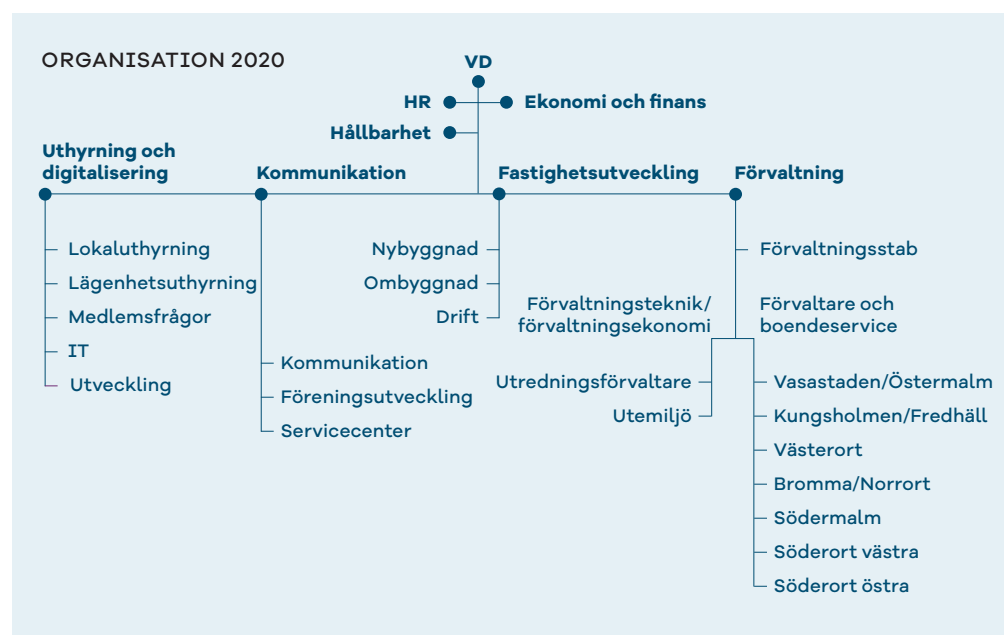 ORGANISATION 2020
VD
HR
Ekonomi och finans
Hållbarhet
Uthyrning och
digitalisering
Kommunikation
Fastighetsutveckling
Förvaltning
Lokaluthyrning
Lägenhetsuthyrning
Medlemsfrågor
IT
Utveckling
Kommunikation
Föreningsutveckling
Servicecenter
Nybyggnad
Ombyggnad
Drift
Förvaltningsstab
Förvaltningsteknik/
förvaltningsekonomi
Utredningsförvaltare
Utemiljö
Förvaltare och
boendeservice
Vasastaden/Östermalm
Kungsholmen/Fredhäll
Västerort
Bromma/Norrort
Södermalm
Söderort västra
Söderort östra